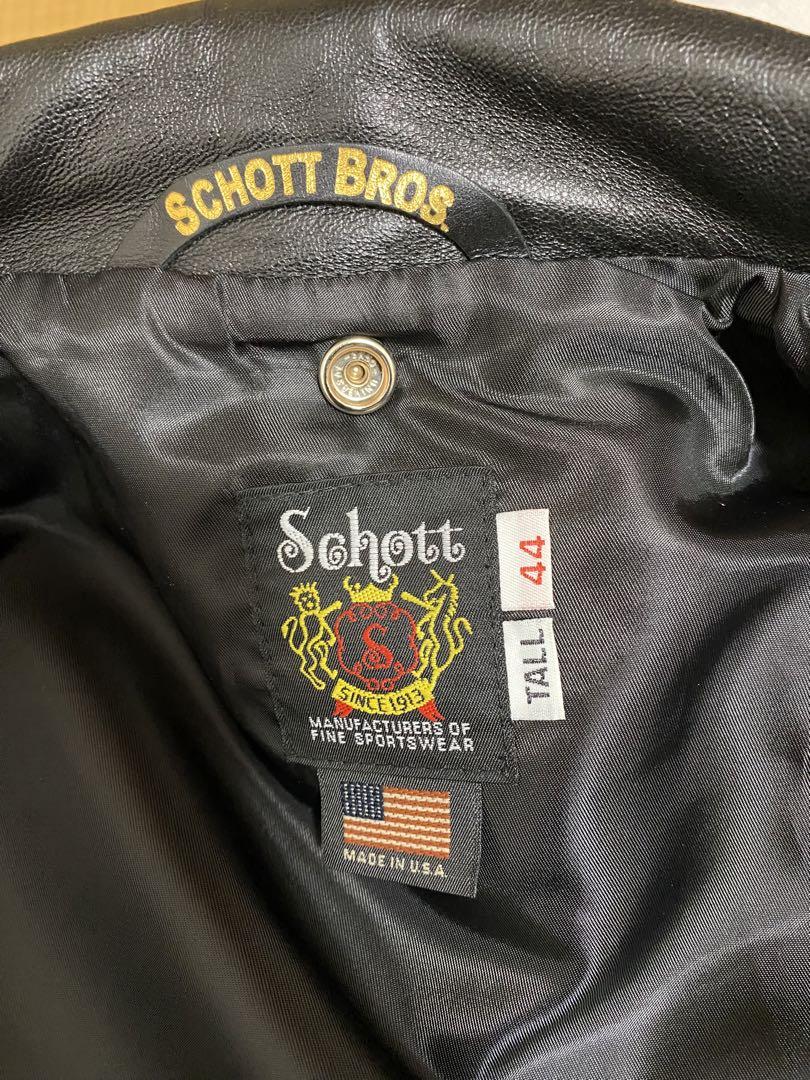 SCHOTT BROS.
Schott
44
TALL
S
SINCE 1913
MANUFACTURERS OF
FINE SPORTSWEAR
MADE IN U.S.A.